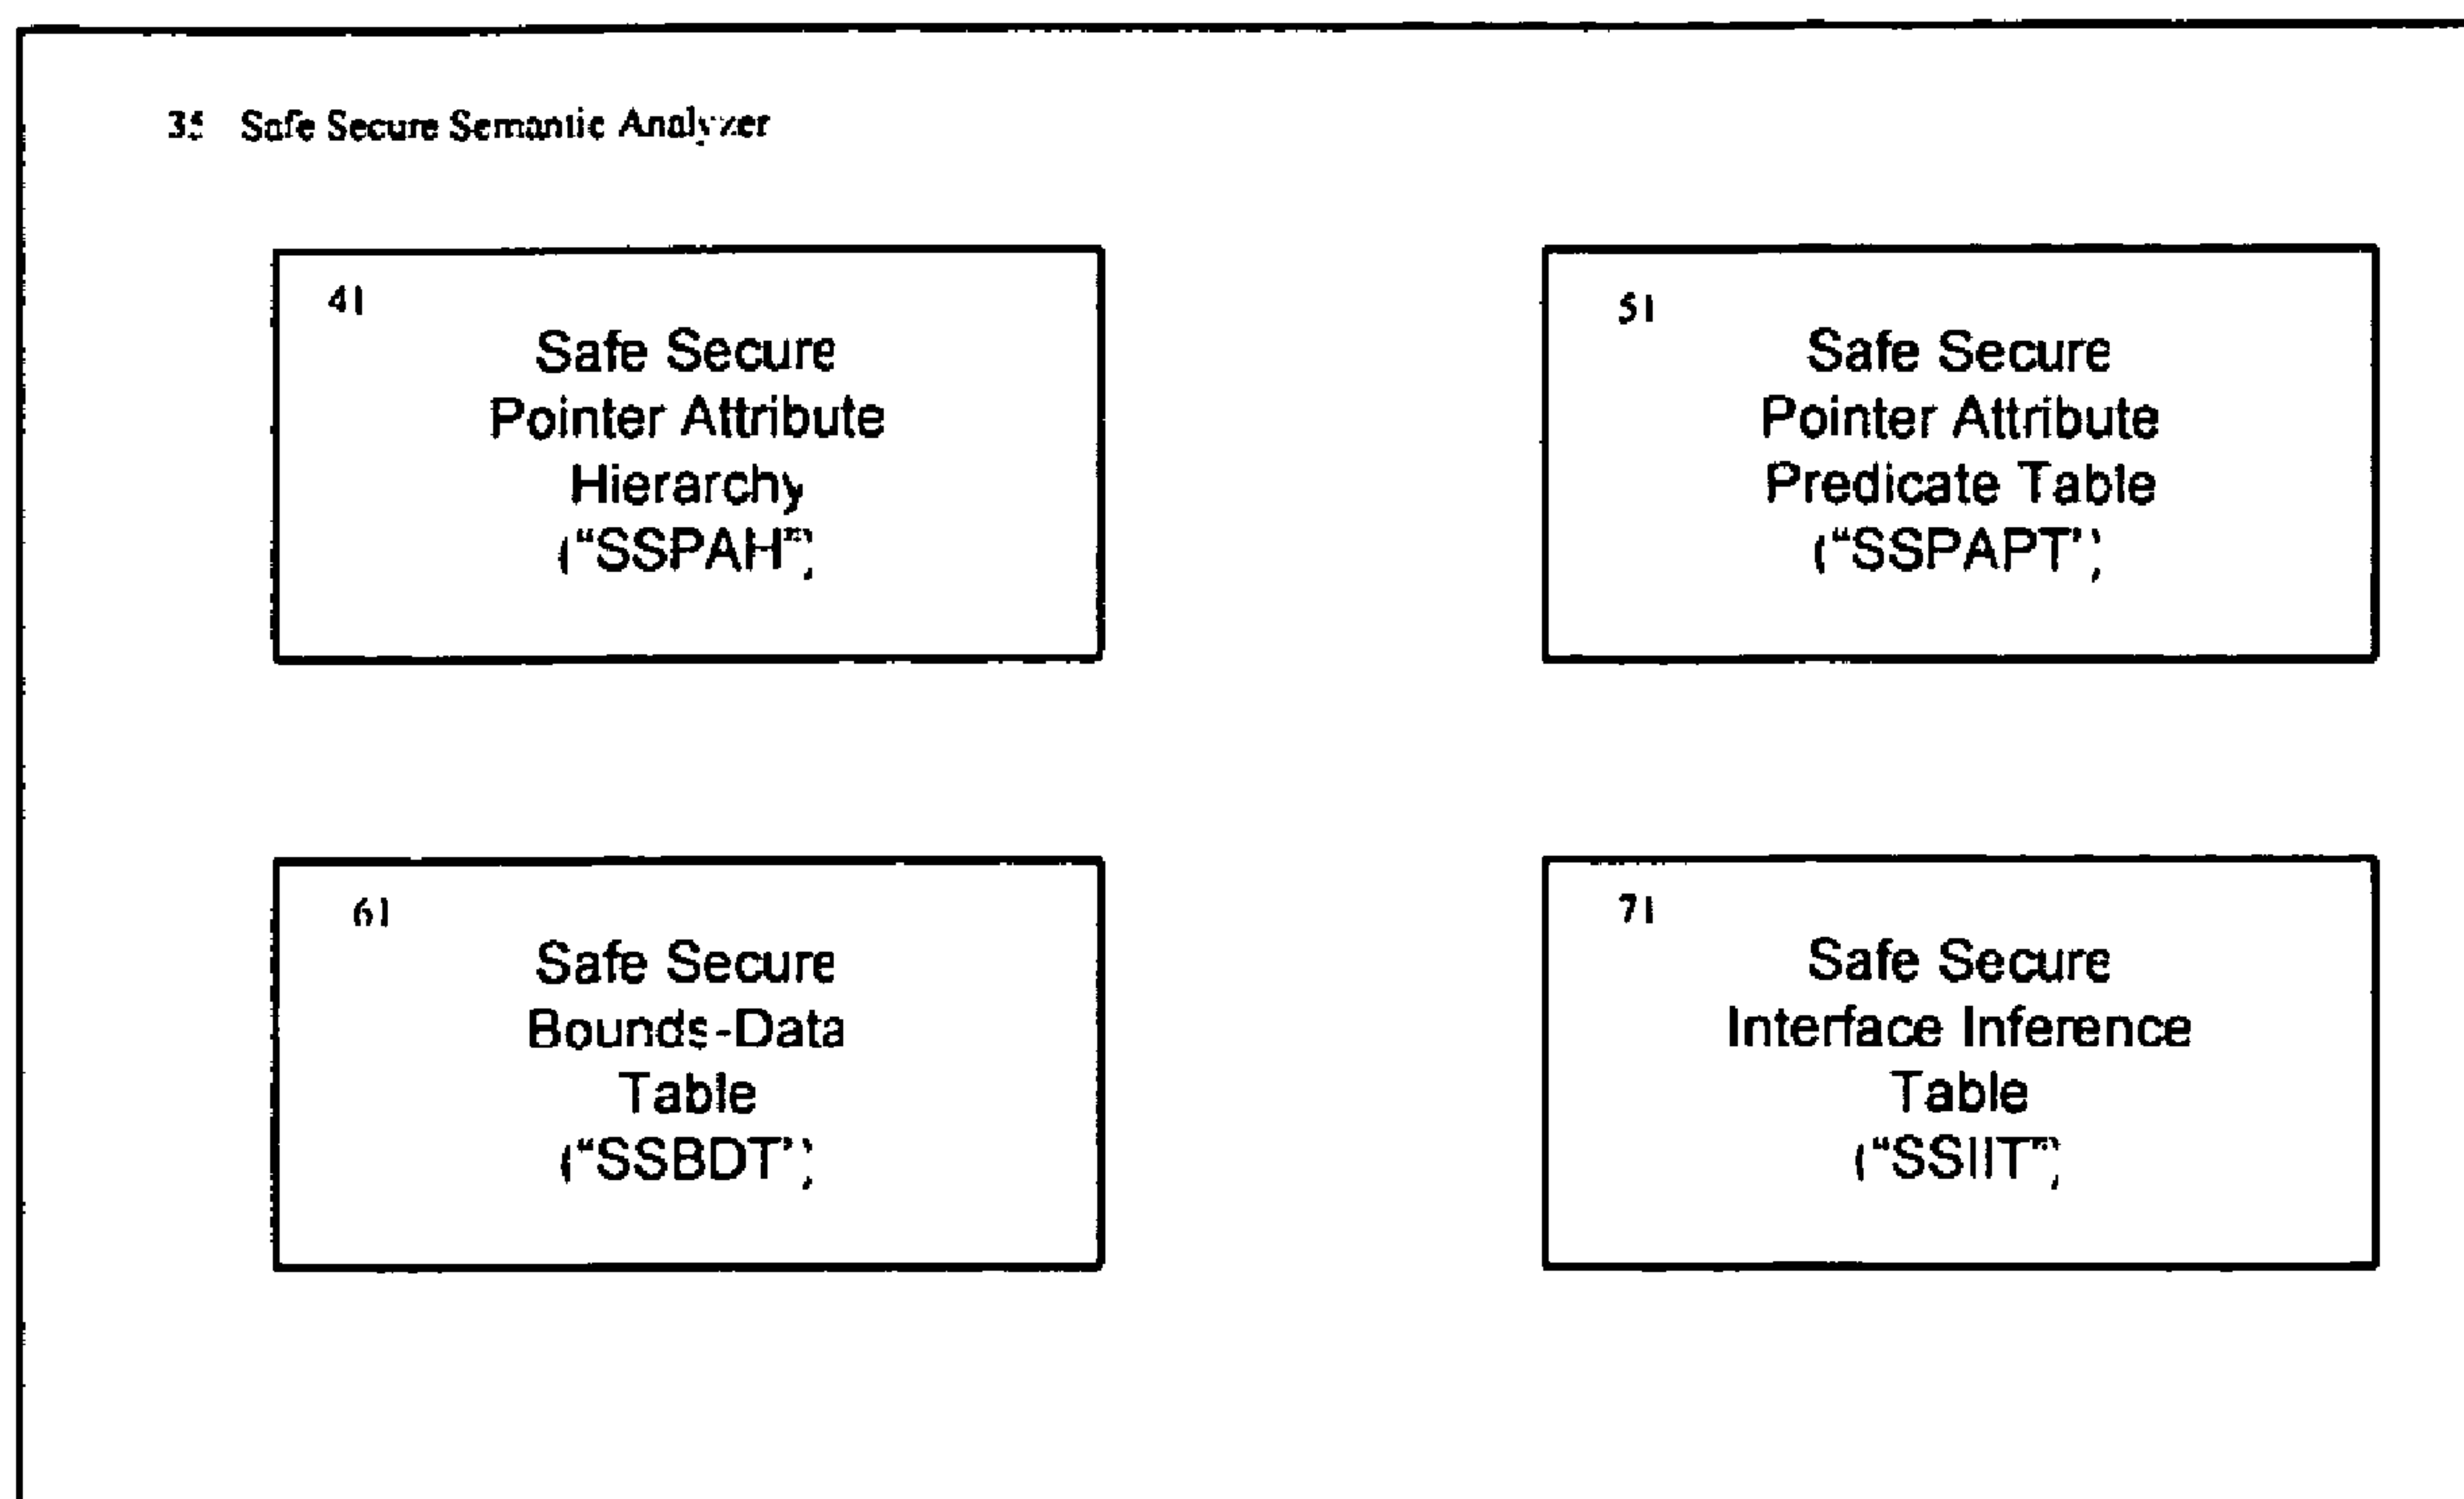 35 Safe Secure Semantic Analyzer
41
Safe Secure
Pointer Attribute
Hierarchy
("SSPAH")
51
Safe Secure
Pointer Attribute
Predicate Table
("SSPAPT")
61
Safe Secure
Bounds-Data
Table
("SSBDT")
71
Safe Secure
Interface Inference
Table
("SSIIT")